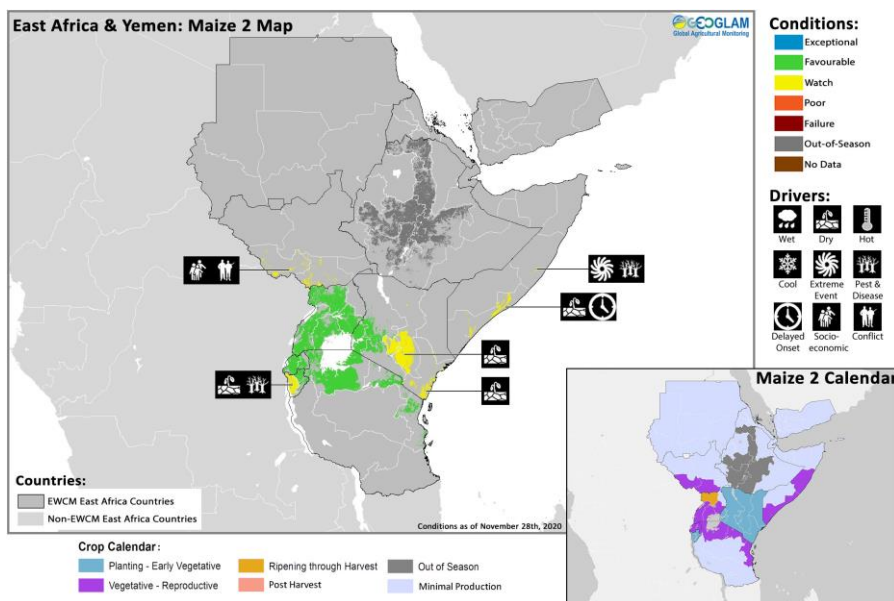 East Africa & Yemen: Maize 2 Map
GEOGLAM
Global Agricultural Monitoring
Conditions:
Exceptional
Favourable
Watch
Poor
Failure
Out-of-Season
No Data
Drivers:
Wet
Dry
Hot
Cool
Extreme
Event
Pest &
Disease
Delayed
Onset
Socio-
economic
Conflict
Countries:
EWCM East Africa Countries
Non-EWCM East Africa Countries
Conditions as of November 28th, 2020
Maize 2 Calendar
Crop Calendar:
Planting - Early Vegetative
Ripening through Harvest
Out of Season
Vegetative - Reproductive
Post Harvest
Minimal Production